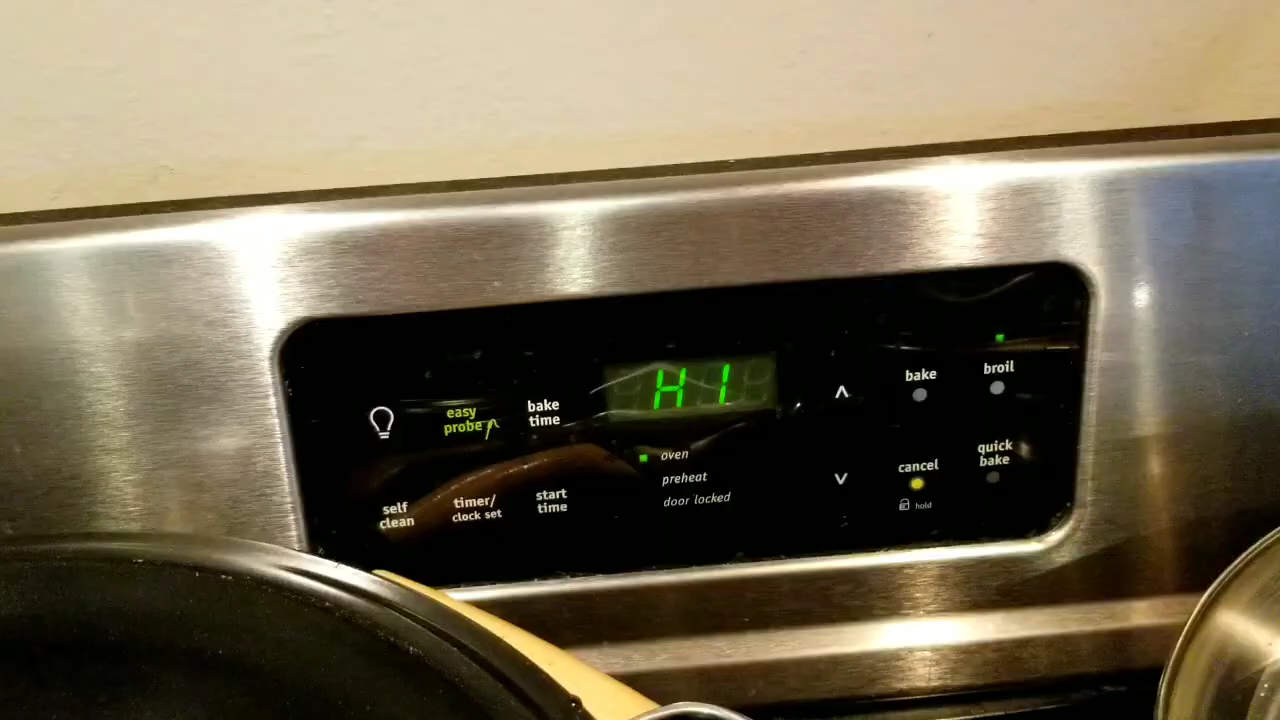 easy
probe
bake
time
HI
bake
broil
oven
preheat
door locked
self
clean
timer/
clock set
start
time
cancel
hold
quick
bake